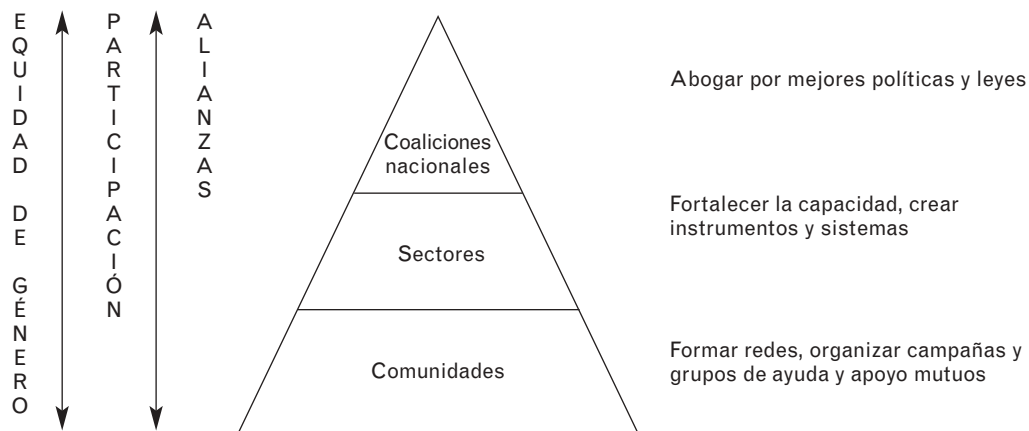 EQUIDAD DE GÉNERO
PARTICIPACIÓN
ALIANZAS
Coaliciones
nacionales
Sectores
Comunidades
Abogar por mejores políticas y leyes
Fortalecer la capacidad, crear
instrumentos y sistemas
Formar redes, organizar campañas y
grupos de ayuda y apoyo mutuos